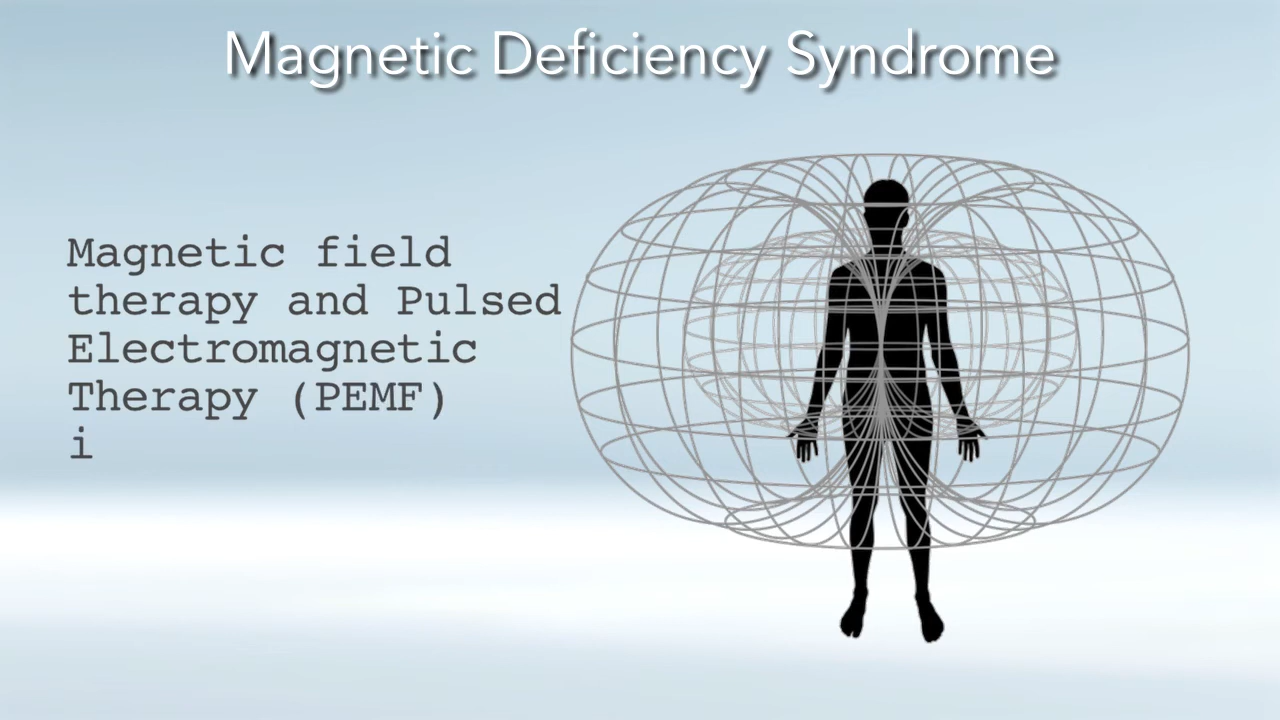 Magnetic Deficiency Syndrome
Magnetic field
therapy and Pulsed
Electromagnetic
Therapy (PEMF)
i